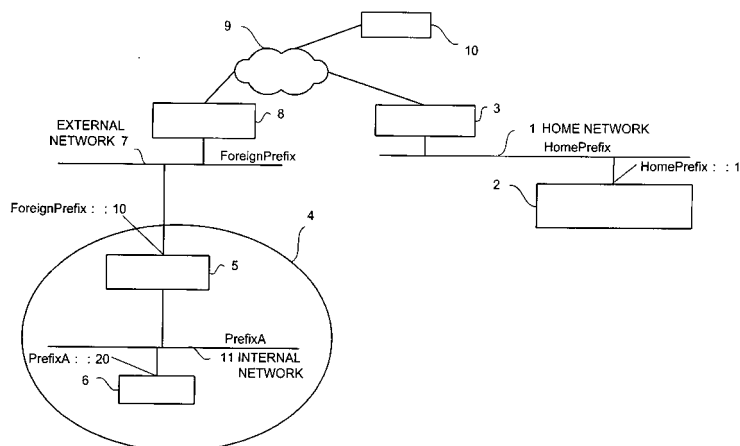 9
10
8
3
EXTERNAL
NETWORK 7
ForeignPrefix
1 HOME NETWORK
HomePrefix
HomePrefix : : 1
2
ForeignPrefix : : 10
4
5
PrefixA
PrefixA : : 20
11 INTERNAL
NETWORK
6